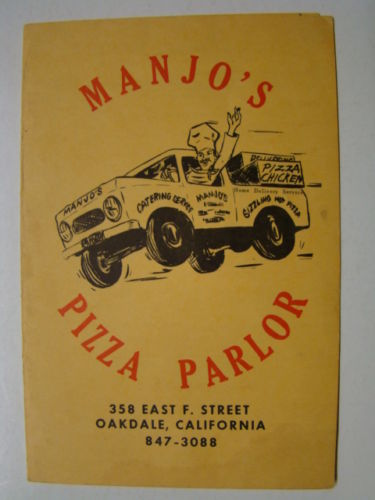 MANJO'S
DELIVERING
PIZZA
CHICKEN
Home Delivery Service
MANJO'S
CATERING SERVICE
MANJO'S
SIZZLING HOT PIZZA
PIZZA PARLOR
358 EAST F. STREET
OAKDALE, CALIFORNIA
847-3088